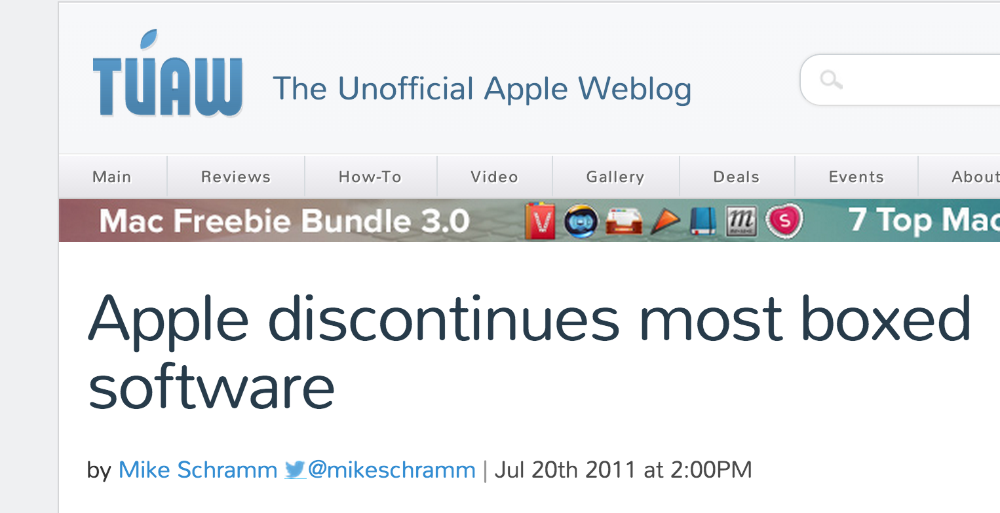 TUAW The Unofficial Apple Weblog
Main Reviews How-To Video Gallery Deals Events About
Mac Freebie Bundle 3.0 V m S 7 Top Mac
Apple discontinues most boxed
software
by Mike Schramm @mikeschramm | Jul 20th 2011 at 2:00PM